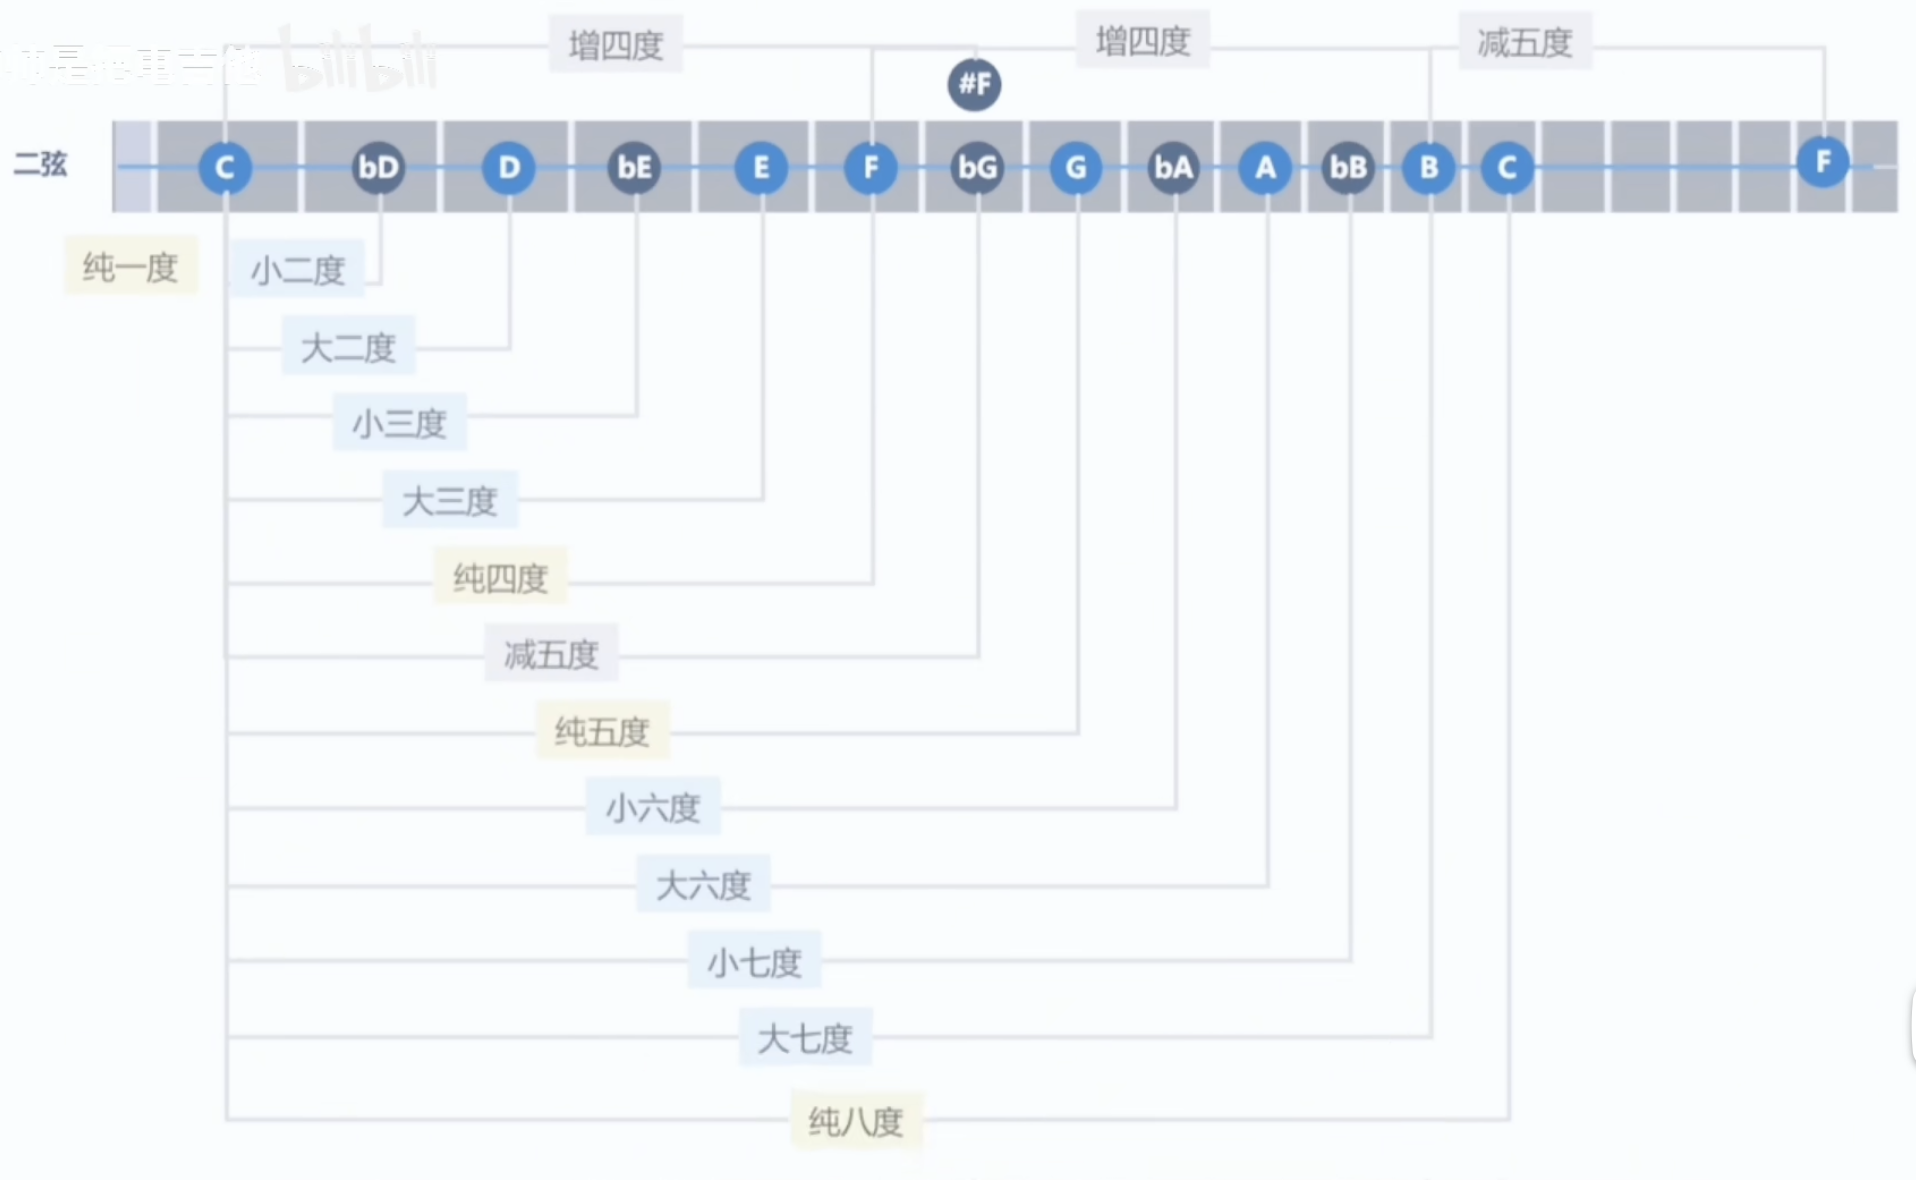 增四度
增四度
减五度
bilibili
#F
二弦
C bD D bE E F bG G bA A bB B C F
纯一度
小二度
大二度
小三度
大三度
纯四度
减五度
纯五度
小六度
大六度
小七度
大七度
纯八度